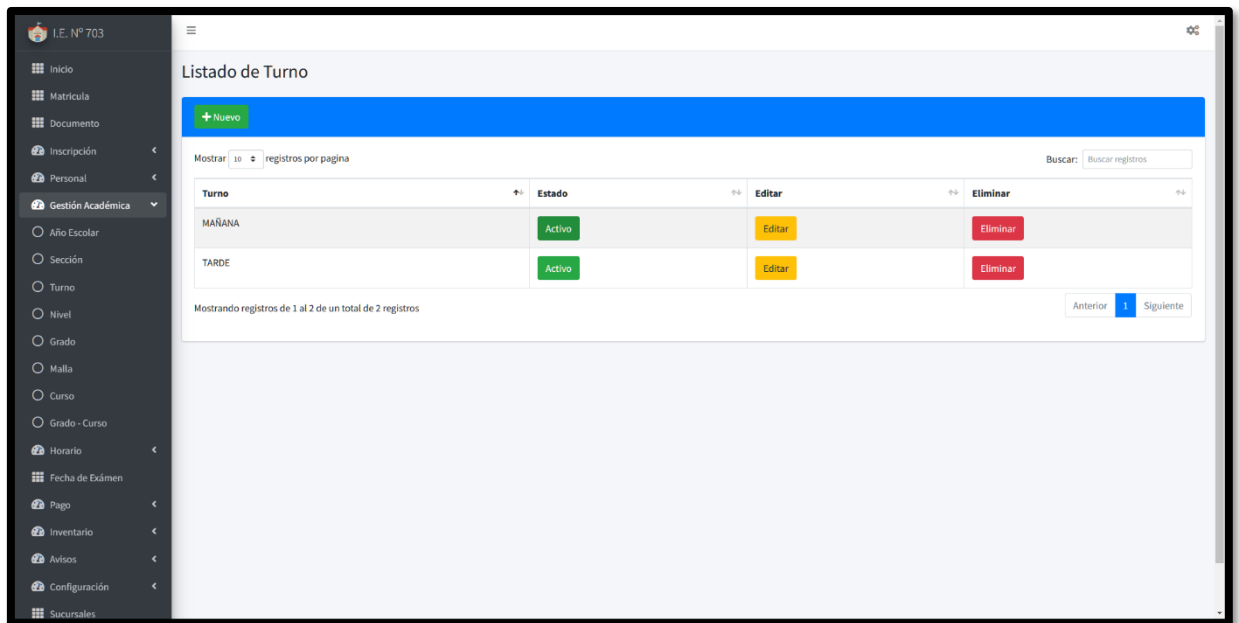 I.E. Nº 703
Inicio
Matricula
Documento
Inscripción
Personal
Gestión Académica
Año Escolar
Sección
Turno
Nivel
Grado
Malla
Curso
Grado - Curso
Horario
Fecha de Exámen
Pago
Inventario
Avisos
Configuración
Sucursales
Listado de Turno
+ Nuevo
Mostrar 10 registros por pagina
Buscar: Buscar registros
Turno Estado Editar Eliminar
MAÑANA Activo Editar Eliminar
TARDE Activo Editar Eliminar
Mostrando registros de 1 al 2 de un total de 2 registros
Anterior 1 Siguiente